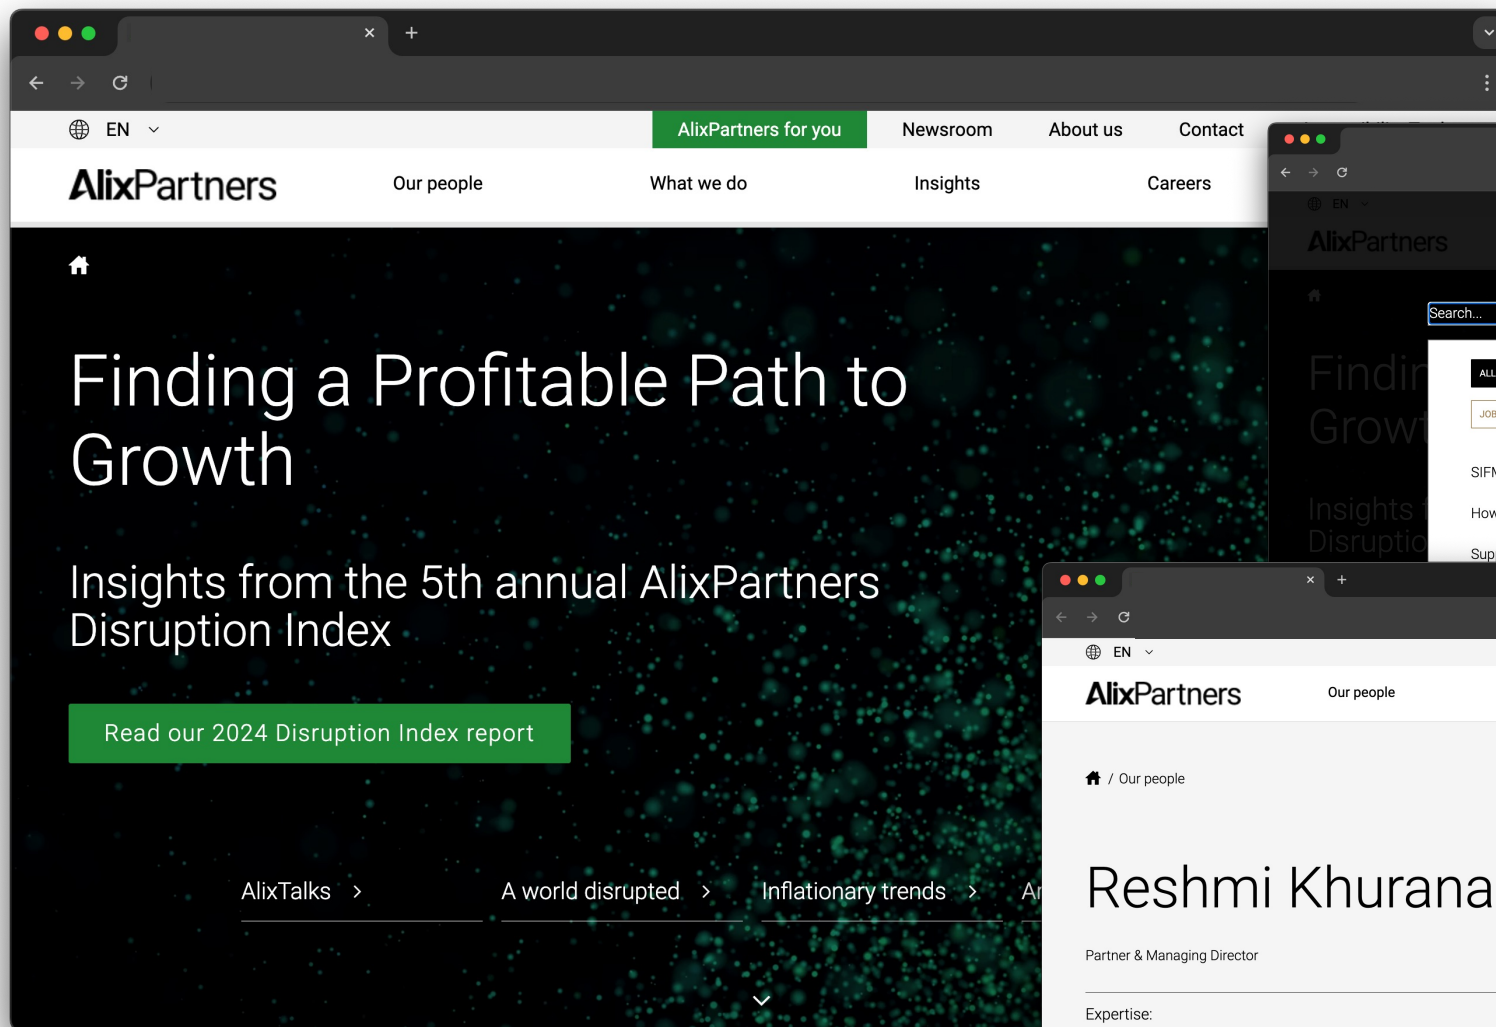 EN
AlixPartners for you
Newsroom
About us
Contact
AlixPartners
Our people
What we do
Insights
Careers
Finding a Profitable Path to
Growth
Insights from the 5th annual AlixPartners
Disruption Index
Read our 2024 Disruption Index report
AlixTalks
A world disrupted
Inflationary trends
EN
AlixPartners
Search...
ALL
Insights
EN
AlixPartners
Our people
/ Our people
Reshmi Khurana
Partner & Managing Director
Expertise: